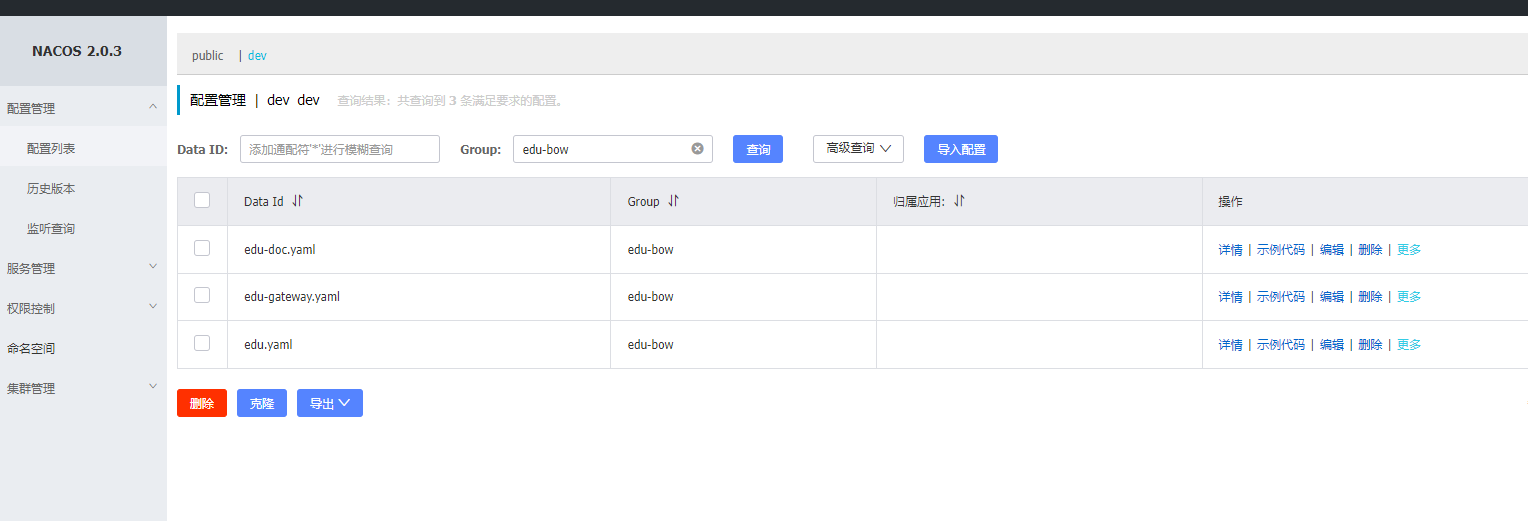 NACOS 2.0.3
配置管理
配置列表
历史版本
监听查询
服务管理
权限控制
命名空间
集群管理
public | dev
配置管理 | dev dev 查询结果：共查询到 3 条满足要求的配置。
Data ID: 添加通配符'*'进行模糊查询 Group: edu-bow 查询 高级查询 导入配置
Data Id Group 归属应用: 操作
edu-doc.yaml edu-bow 详情 | 示例代码 | 编辑 | 删除 | 更多
edu-gateway.yaml edu-bow 详情 | 示例代码 | 编辑 | 删除 | 更多
edu.yaml edu-bow 详情 | 示例代码 | 编辑 | 删除 | 更多
删除 克隆 导出